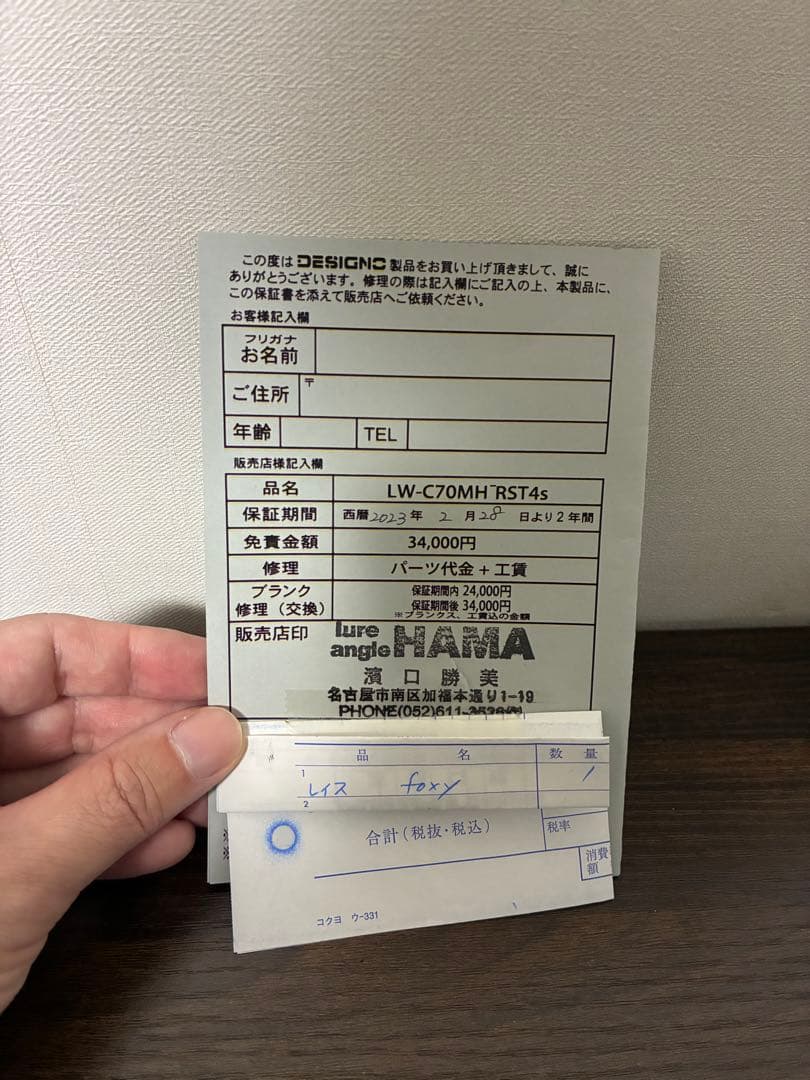 この度はDESIGNO製品をお買い上げ頂きまして、誠に
ありがとうございます。修理の際は記入欄にご記入の上、本製品に、
この保証書を添えて販売店へご依頼ください。
お客様記入欄
フリガナ
お名前
ご住所 〒
年齢 TEL
販売店様記入欄
品名 LW-C70MH-RST4s
保証期間 西暦2023年 2月28日より2年間
免責金額 34,000円
修理 パーツ代金+工賃
ブランク 保証期間内 24,000円
修理(交換) 保証期間後 34,000円
※ブランクス、工賃込の金額
販売店印 lure
angle HAMA
濱口勝美
名古屋市南区加福本通り1-19
PHONE(052)611-
品名 数量
1 レイス foxy 1
2
合計(税抜・税込) 税率
消費
額
コクヨ ウ-331